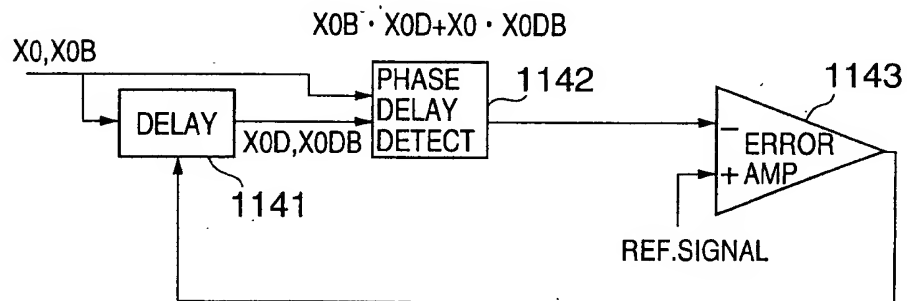 X0B · X0D+X0 · X0DB
X0,X0B
PHASE
DELAY
DETECT
1142
1143
DELAY
X0D,X0DB
1141
−
ERROR
+ AMP
REF.SIGNAL